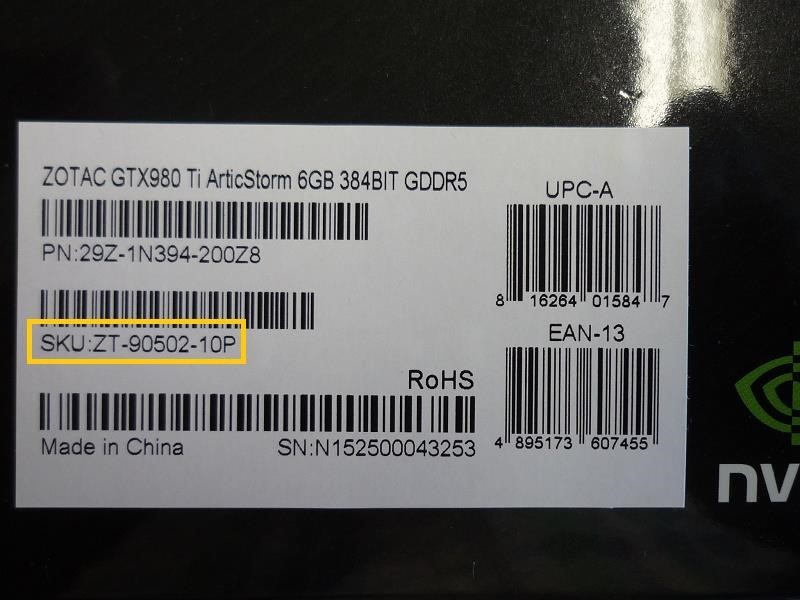 ZOTAC GTX980 Ti ArticStorm 6GB 384BIT GDDR5
PN:29Z-1N394-200Z8
SKU:ZT-90502-10P
RoHS
Made in China
SN:N152500043253
UPC-A
8 16264 01584 7
EAN-13
4 895173 607455
nv